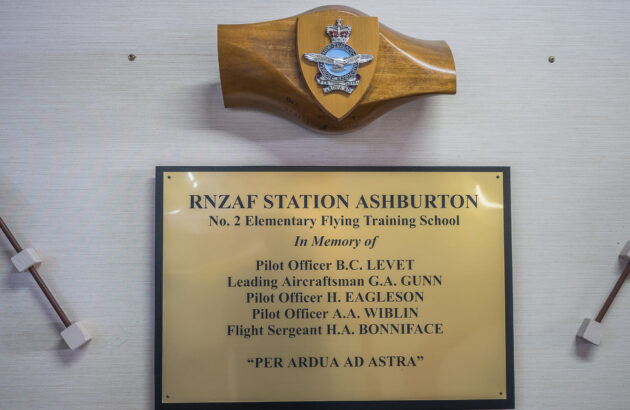 RNZAF STATION ASHBURTON
No. 2 Elementary Flying Training School
In Memory of
Pilot Officer B.C. LEVET
Leading Aircraftsman G.A. GUNN
Pilot Officer H. EAGLESON
Pilot Officer A.A. WIBLIN
Flight Sergeant H.A. BONNIFACE
“PER ARDUA AD ASTRA”